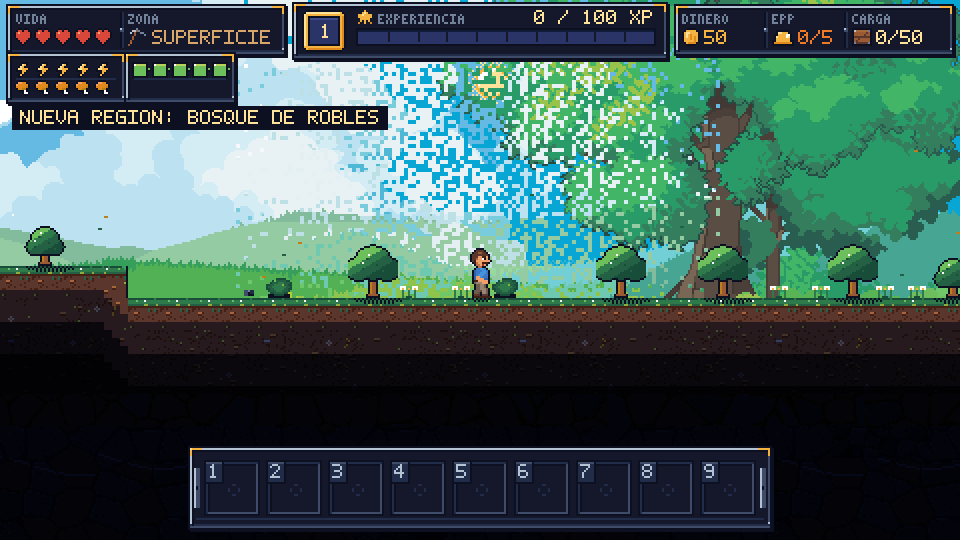 VIDA
ZONA
SUPERFICIE
1
EXPERIENCIA
0 / 100 XP
DINERO
50
EPP
0/5
CARGA
0/50
NUEVA REGION: BOSQUE DE ROBLES
1 2 3 4 5 6 7 8 9